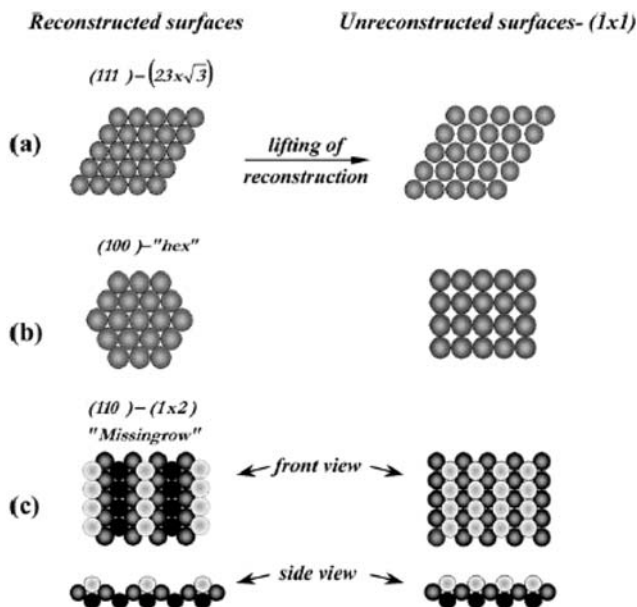 Reconstructed surfaces
Unreconstructed surfaces- (1x1)
(111)-(23x√3)
(a)
lifting of
reconstruction
(100)-"hex"
(b)
(110)-(1x2)
"Missingrow"
front view
(c)
side view